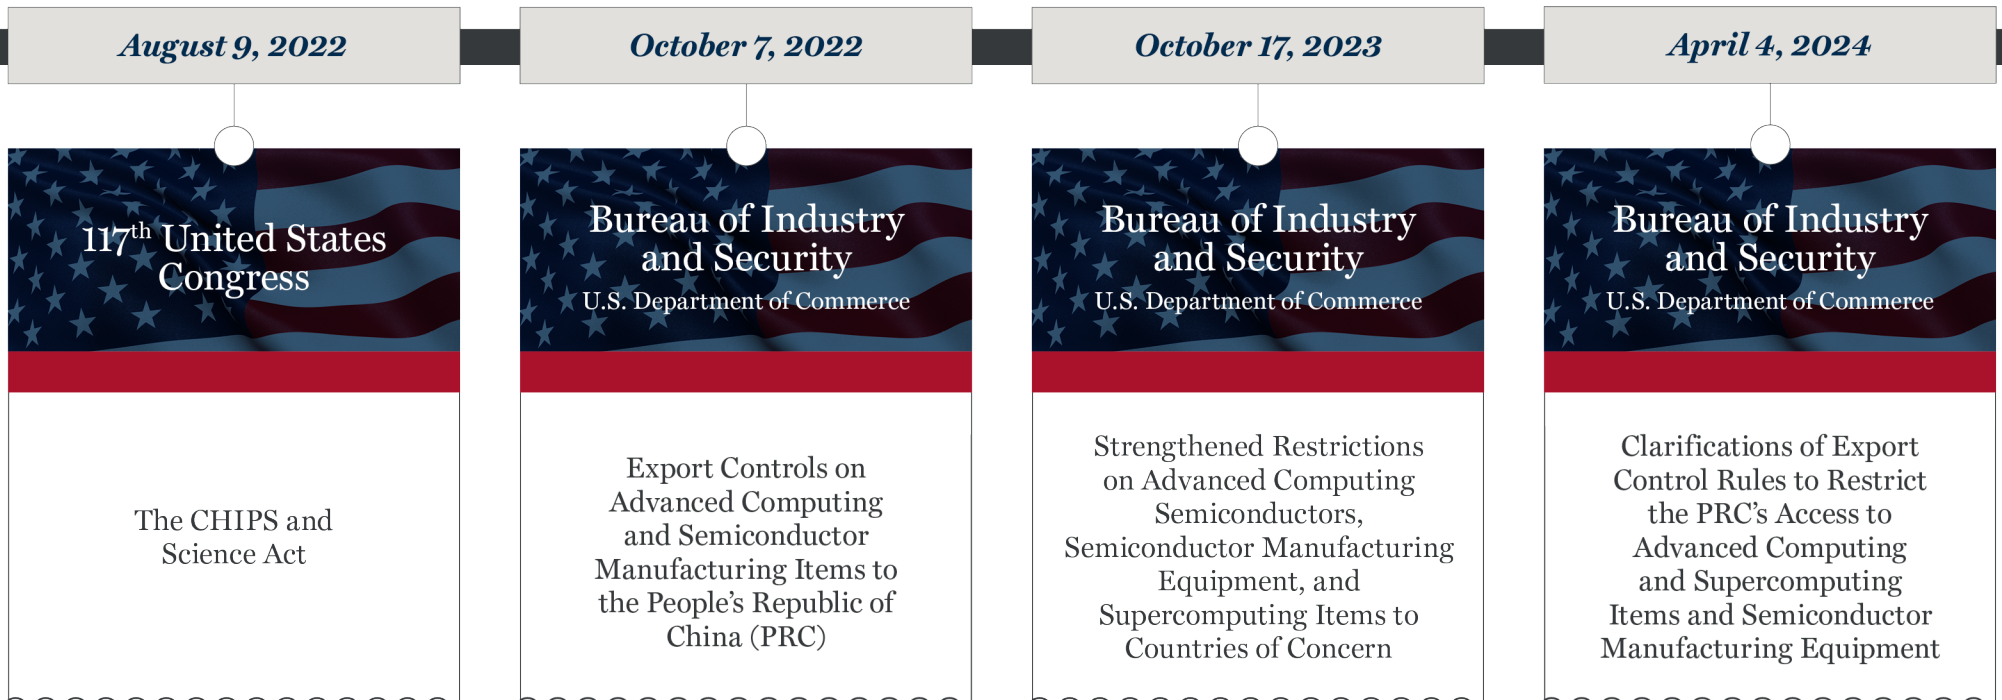 August 9, 2022
117th United States
Congress
The CHIPS and
Science Act
October 7, 2022
Bureau of Industry
and Security
U.S. Department of Commerce
Export Controls on
Advanced Computing
and Semiconductor
Manufacturing Items to
the People’s Republic of
China (PRC)
October 17, 2023
Bureau of Industry
and Security
U.S. Department of Commerce
Strengthened Restrictions
on Advanced Computing
Semiconductors,
Semiconductor Manufacturing
Equipment, and
Supercomputing Items to
Countries of Concern
April 4, 2024
Bureau of Industry
and Security
U.S. Department of Commerce
Clarifications of Export
Control Rules to Restrict
the PRC’s Access to
Advanced Computing
and Supercomputing
Items and Semiconductor
Manufacturing Equipment